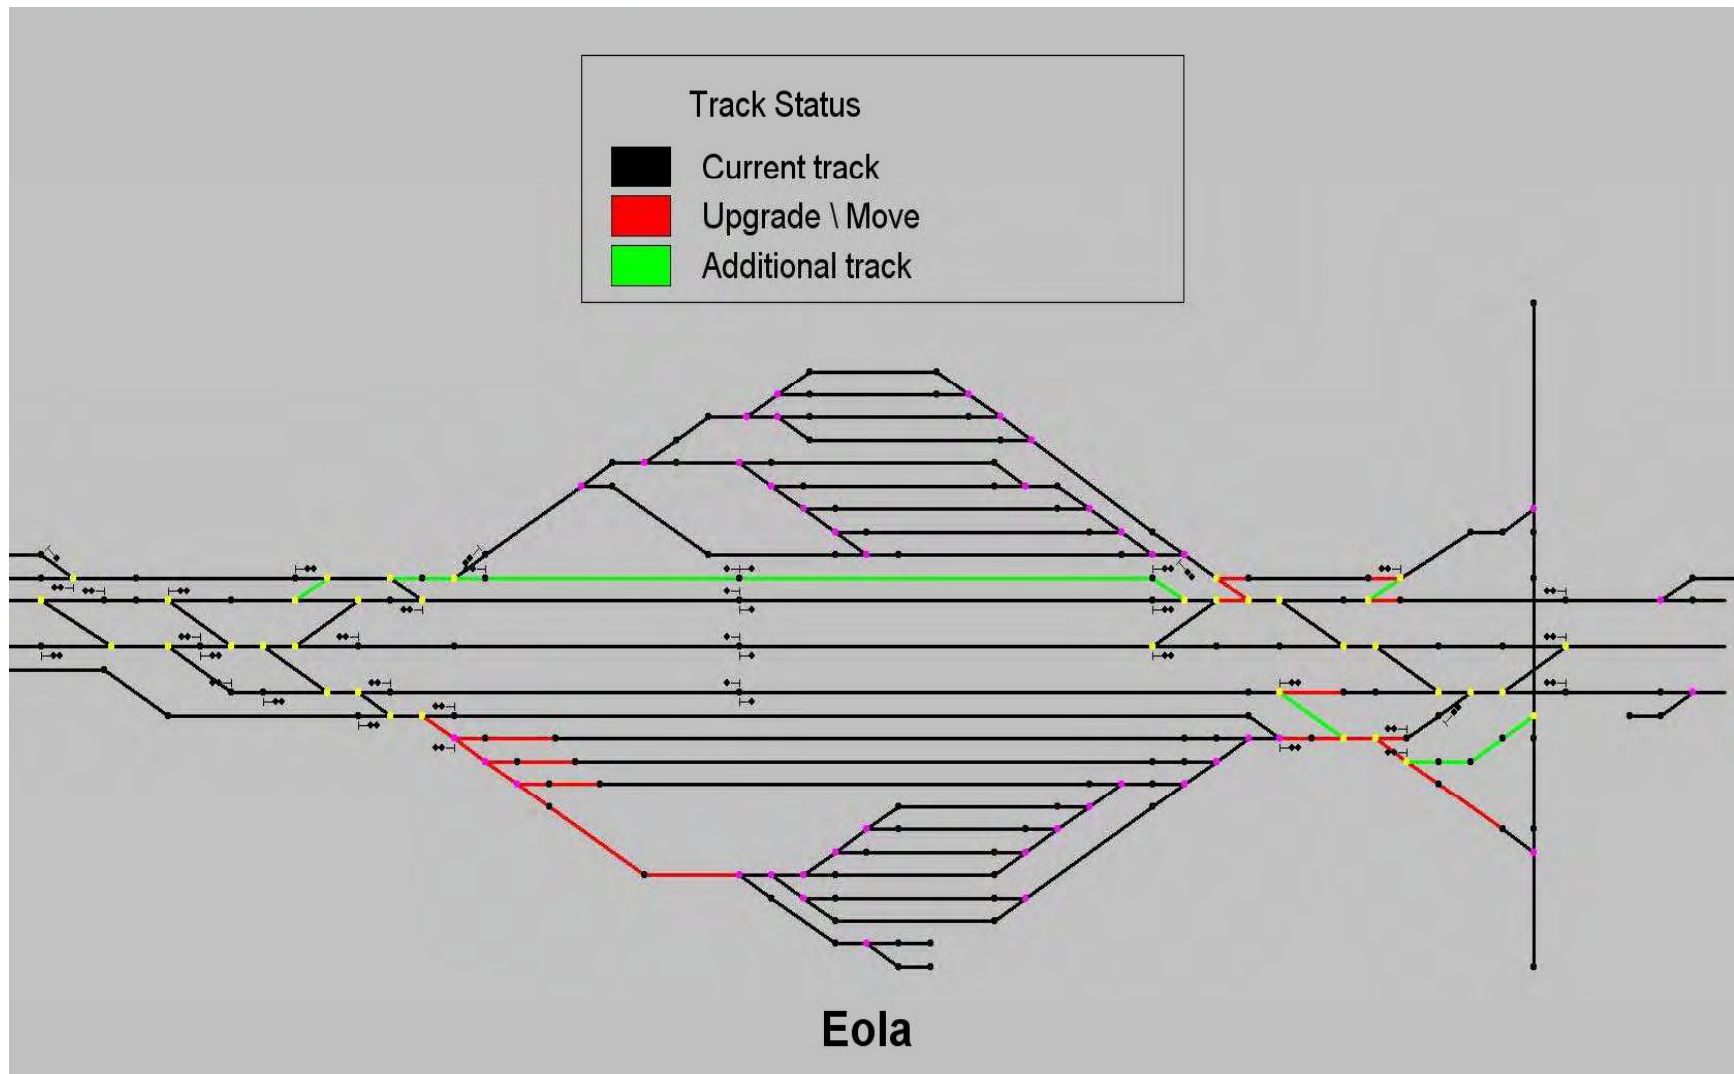 Track Status
Current track
Upgrade \ Move
Additional track
Eola